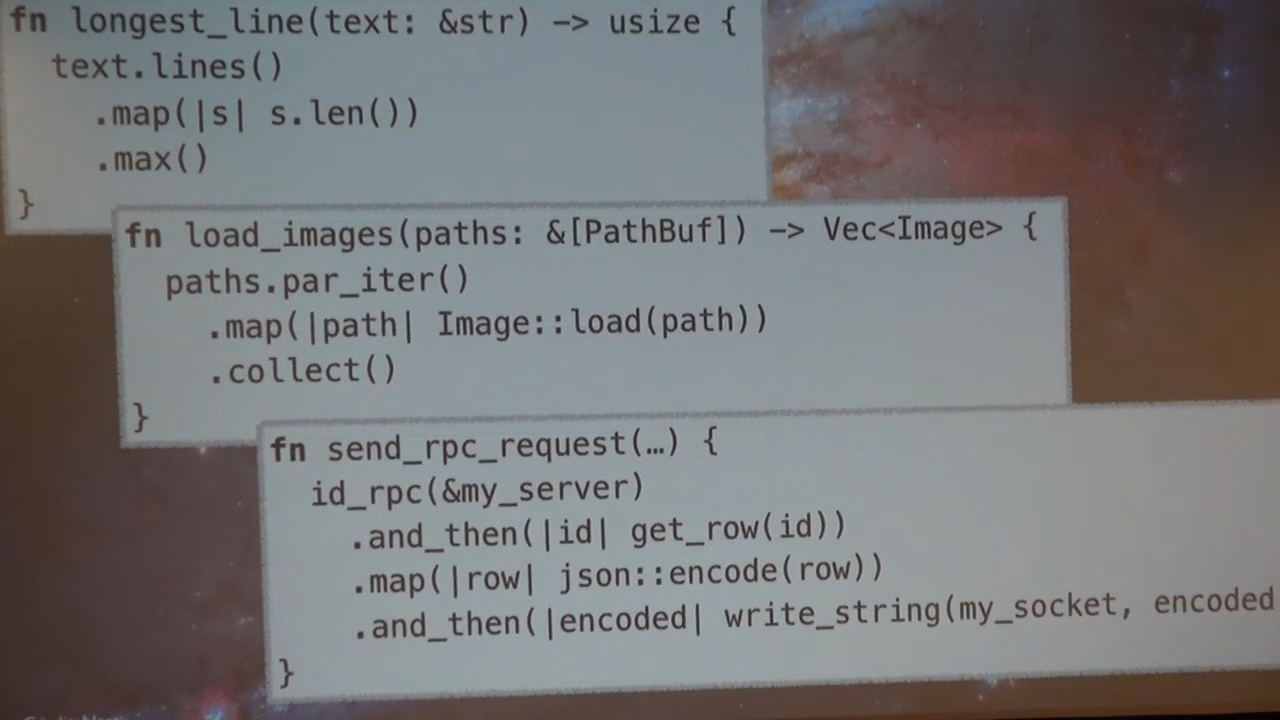 fn longest_line(text: &str) -> usize {
text.lines()
.map(|s| s.len())
.max()
}
fn load_images(paths: &[PathBuf]) -> Vec<Image> {
paths.par_iter()
.map(|path| Image::load(path))
.collect()
}
fn send_rpc_request(…) {
id_rpc(&my_server)
.and_then(|id| get_row(id))
.map(|row| json::encode(row))
.and_then(|encoded| write_string(my_socket, encoded
}